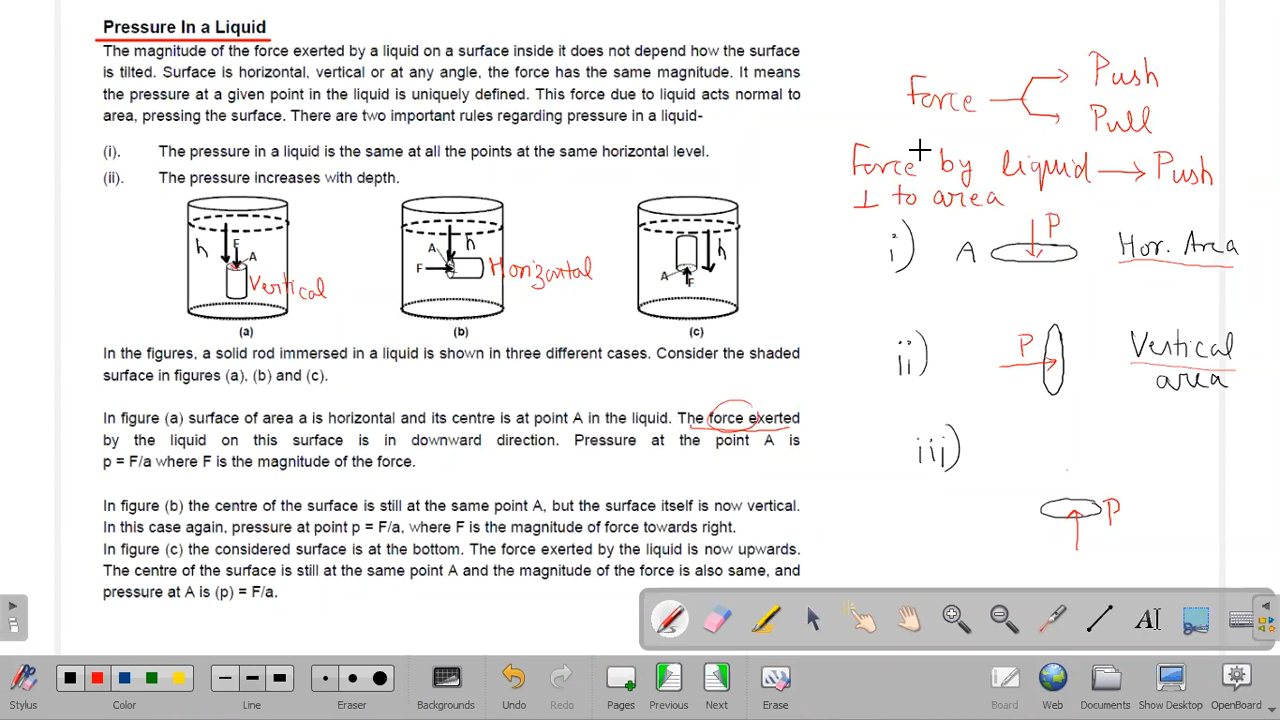 Pressure In a Liquid
The magnitude of the force exerted by a liquid on a surface inside it does not depend how the surface
is tilted. Surface is horizontal, vertical or at any angle, the force has the same magnitude. It means
the pressure at a given point in the liquid is uniquely defined. This force due to liquid acts normal to
area, pressing the surface. There are two important rules regarding pressure in a liquid-
(i). The pressure in a liquid is the same at all the points at the same horizontal level.
(ii). The pressure increases with depth.
h F A Vertical
(a)
A h F Horizontal
(b)
h A F
(c)
In the figures, a solid rod immersed in a liquid is shown in three different cases. Consider the shaded
surface in figures (a), (b) and (c).
In figure (a) surface of area a is horizontal and its centre is at point A in the liquid. The force exerted
by the liquid on this surface is in downward direction. Pressure at the point A is
p = F/a where F is the magnitude of the force.
In figure (b) the centre of the surface is still at the same point A, but the surface itself is now vertical.
In this case again, pressure at point p = F/a, where F is the magnitude of force towards right.
In figure (c) the considered surface is at the bottom. The force exerted by the liquid is now upwards.
The centre of the surface is still at the same point A and the magnitude of the force is also same, and
pressure at A is (p) = F/a.
Force Push
Pull
Force by liquid → Push
⊥ to area
i) A P Hor. Area
ii) P Vertical
area
iii)
P
Stylus
Color
Line
Eraser
Backgrounds
Undo
Redo
Pages
Previous
Next
Erase
Board
Web
Documents
Show Desktop
OpenBoard